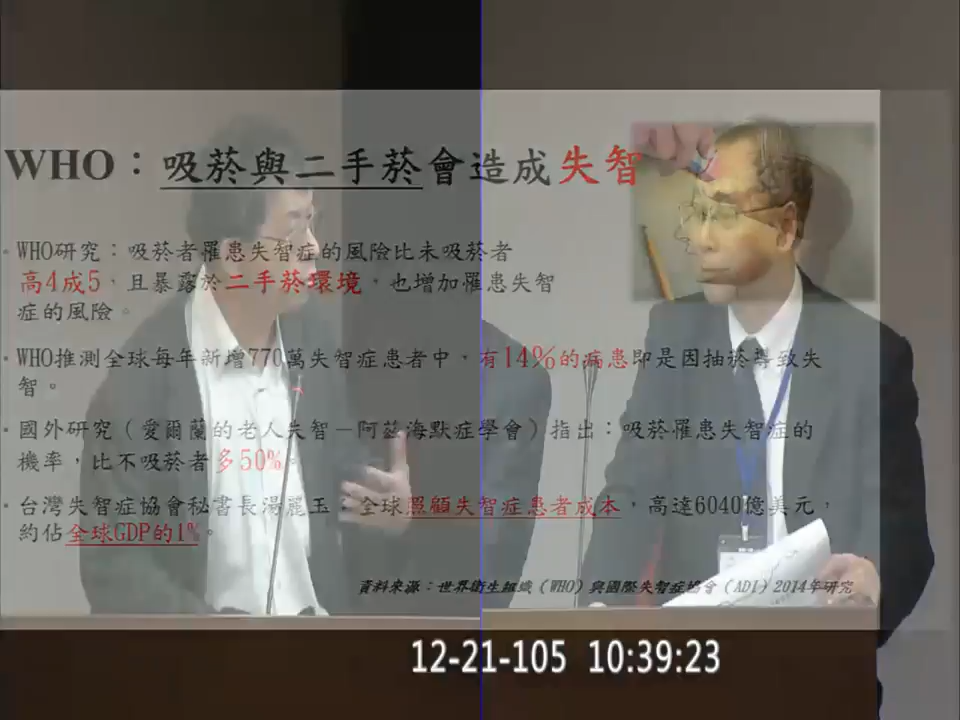 WHO：吸菸與二手菸會造成失智
•WHO研究：吸菸者罹患失智症的風險比未吸菸者
高4成5，且暴露於二手菸環境，也增加罹患失智
症的風險。
•WHO推測全球每年新增770萬失智症患者中，有14%的病患即是因抽菸導致失
智。
•國外研究（愛爾蘭的老人失智－阿茲海默症學會）指出：吸菸罹患失智症的
機率，比不吸菸者多50%
•台灣失智症協會秘書長湯麗玉：全球照顧失智症患者成本，高達6040億美元，
約佔全球GDP的1%。
資料來源：世界衛生組織（WHO）與國際失智症協會（ADI）2014年研究
12-21-105 10:39:23